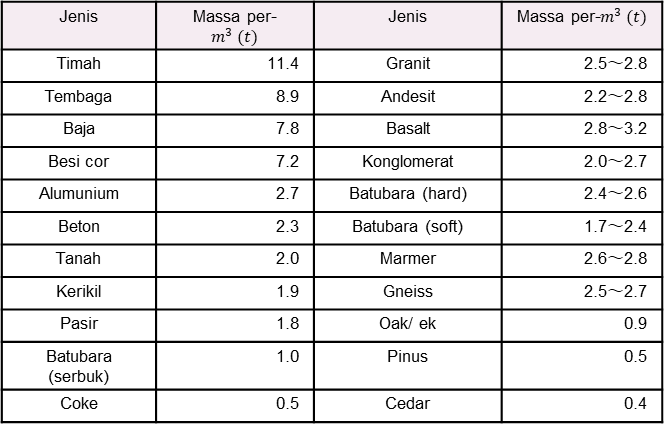 Jenis Massa per- Jenis Massa per-m³ (t)
m³ (t)
Timah 11.4 Granit 2.5～2.8
Tembaga 8.9 Andesit 2.2～2.8
Baja 7.8 Basalt 2.8～3.2
Besi cor 7.2 Konglomerat 2.0～2.7
Alumunium 2.7 Batubara (hard) 2.4～2.6
Beton 2.3 Batubara (soft) 1.7～2.4
Tanah 2.0 Marmer 2.6～2.8
Kerikil 1.9 Gneiss 2.5～2.7
Pasir 1.8 Oak/ ek 0.9
Batubara 1.0 Pinus 0.5
(serbuk)
Coke 0.5 Cedar 0.4